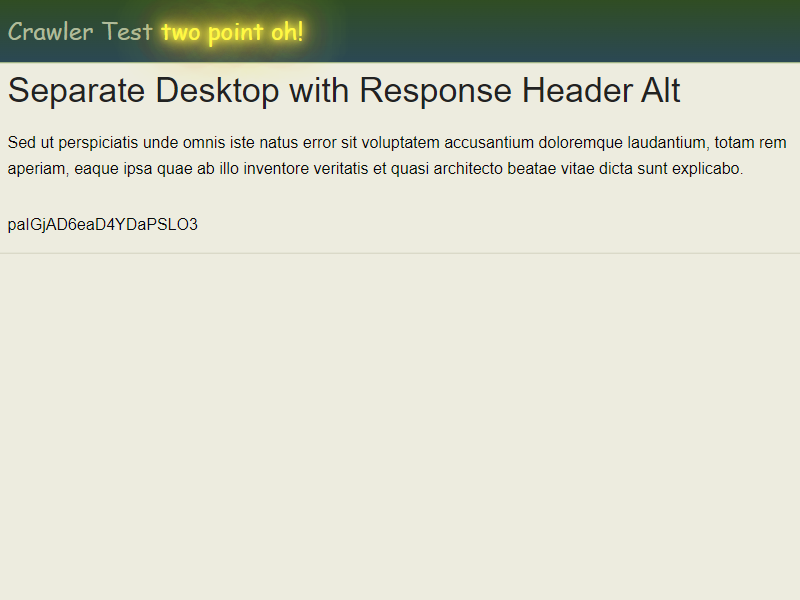 Crawler Test two point oh!
Separate Desktop with Response Header Alt
Sed ut perspiciatis unde omnis iste natus error sit voluptatem accusantium doloremque laudantium, totam rem
aperiam, eaque ipsa quae ab illo inventore veritatis et quasi architecto beatae vitae dicta sunt explicabo.
paIGjAD6eaD4YDaPSLO3